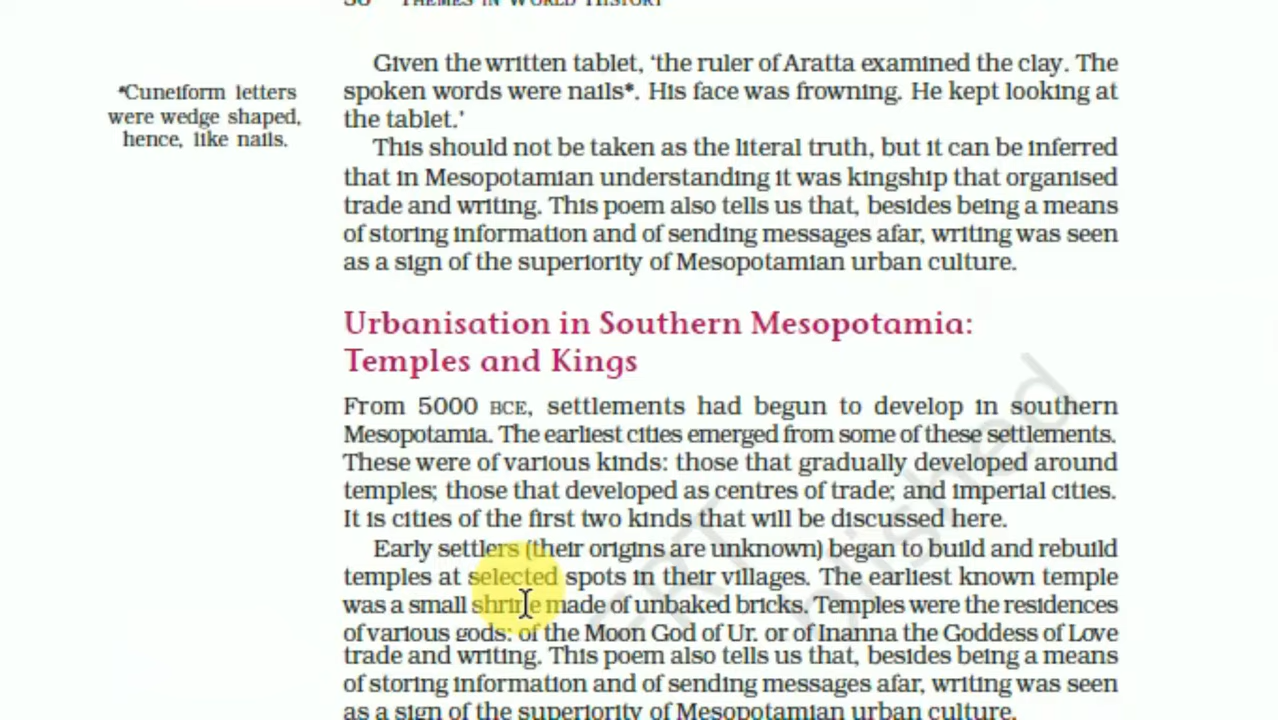 36 THEMES IN WORLD HISTORY
Given the written tablet, ‘the ruler of Aratta examined the clay. The
spoken words were nails*. His face was frowning. He kept looking at
the tablet.’
*Cuneiform letters
were wedge shaped,
hence, like nails.
This should not be taken as the literal truth, but it can be inferred
that in Mesopotamian understanding it was kingship that organised
trade and writing. This poem also tells us that, besides being a means
of storing information and of sending messages afar, writing was seen
as a sign of the superiority of Mesopotamian urban culture.
Urbanisation in Southern Mesopotamia:
Temples and Kings
From 5000 BCE, settlements had begun to develop in southern
Mesopotamia. The earliest cities emerged from some of these settlements.
These were of various kinds: those that gradually developed around
temples; those that developed as centres of trade; and imperial cities.
It is cities of the first two kinds that will be discussed here.
Early settlers (their origins are unknown) began to build and rebuild
temples at selected spots in their villages. The earliest known temple
was a small shrine made of unbaked bricks. Temples were the residences
of various gods: of the Moon God of Ur, or of Inanna the Goddess of Love
trade and writing. This poem also tells us that, besides being a means
of storing information and of sending messages afar, writing was seen
as a sign of the superiority of Mesopotamian urban culture.